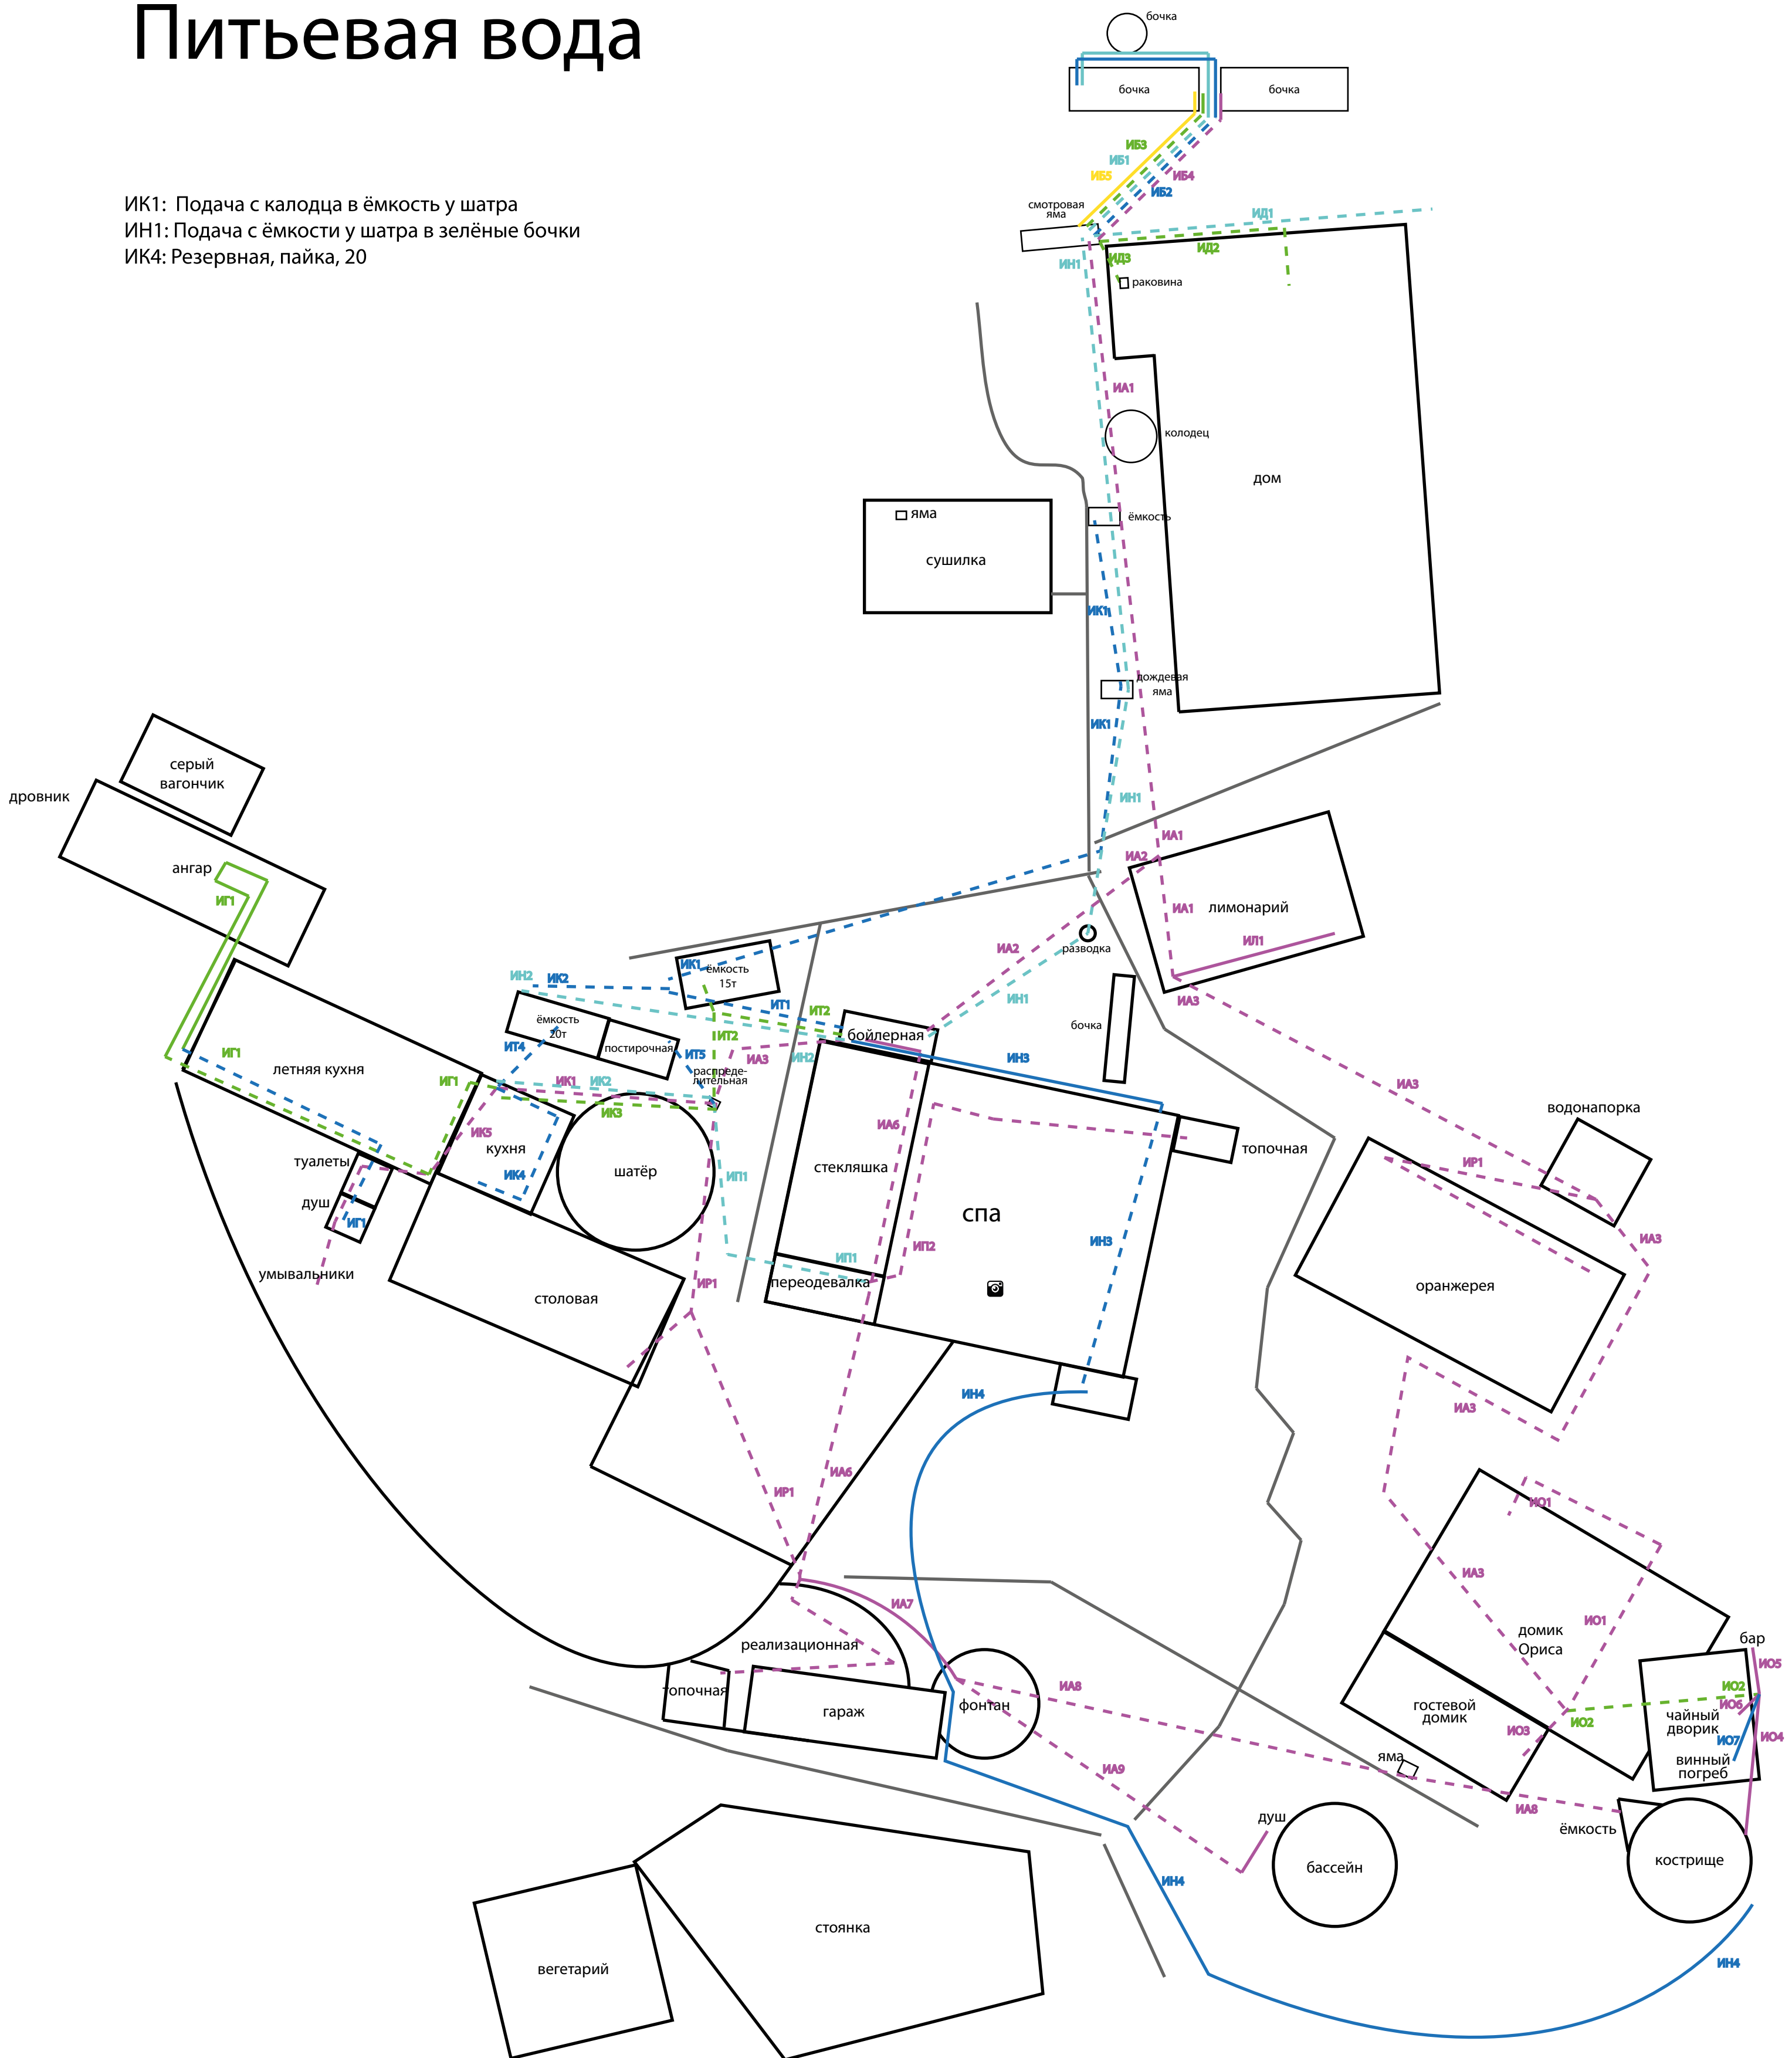 Питьевая вода
бочка
бочка
бочка
ИБ3
ИБ1
ИБ5
ИБ4
ИБ2
ИК1: Подача с калодца в ёмкость у шатра
ИН1: Подача с ёмкости у шатра в зелёные бочки
ИК4: Резервная, пайка, 20
смотровая
яма
ИД1
ИД2
ИД3
ИН1
раковина
ИА1
колодец
дом
яма
ёмкость
сушилка
ИК1
дождевая
яма
ИК1
серый
вагончик
дровник
ИН1
ИА1
ИА2
ангар
ИГ1
ИА1
лимонарий
ИЛ1
ИА2
разводка
ИК1
ёмкость
15т
ИН2
ИК2
ИТ1
ИТ2
ИН1
ИА3
ёмкость
20т
бочка
ИТ4
постирочная
ИТ2
ИТ5
ИА3
ИН2
бойлерная
ИН3
ИГ1
летняя кухня
распреде-
лительная
ИГ1
ИК1
ИК2
ИК3
ИА3
водонапорка
ИК5
кухня
ИА6
туалеты
ИК4
шатёр
ИП1
стекляшка
топочная
ИР1
душ
ИГ1
спа
ИП2
ИН3
ИА3
умывальники
ИП1
переодевалка
ИР1
столовая
оранжерея
ИН4
ИА3
ИА6
ИР1
ИО1
ИА3
ИА7
ИО1
реализационная
домик
Ориса
бар
ИО5
топочная
гараж
фонтан
ИА8
гостевой
домик
ИО2
ИО2
ИО6
чайный
дворик
ИО3
ИО7
ИО4
яма
винный
погреб
ИА9
ИА8
душ
ёмкость
бассейн
кострище
ИН4
стоянка
вегетарий
ИН4